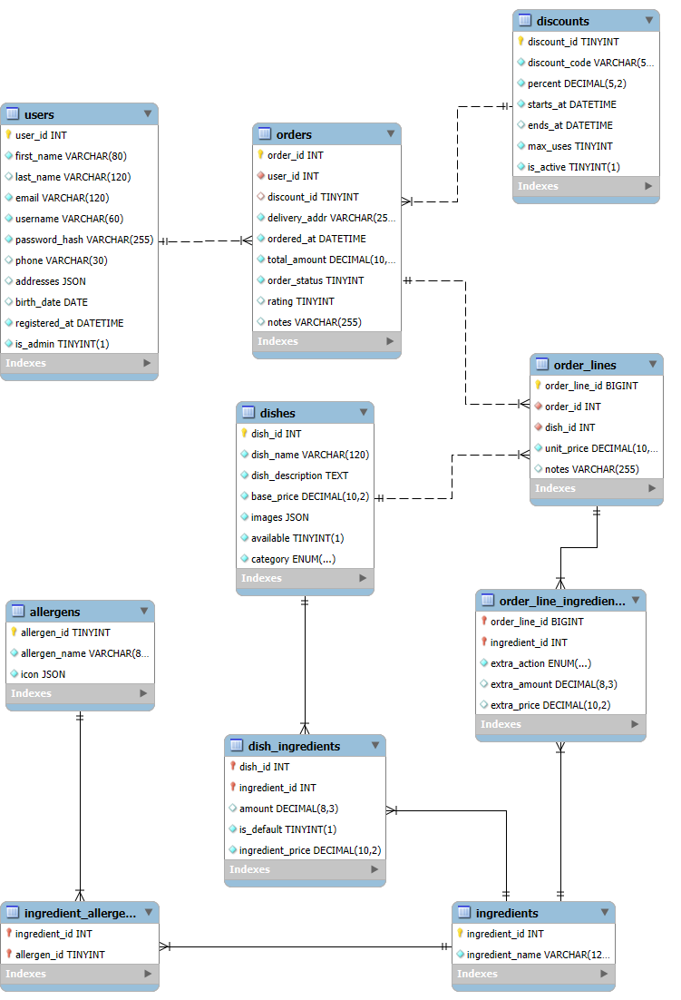 discounts
discount_id TINYINT
discount_code VARCHAR(5...
percent DECIMAL(5,2)
starts_at DATETIME
ends_at DATETIME
max_uses TINYINT
is_active TINYINT(1)
Indexes
users
user_id INT
first_name VARCHAR(80)
last_name VARCHAR(120)
email VARCHAR(120)
username VARCHAR(60)
password_hash VARCHAR(255)
phone VARCHAR(30)
addresses JSON
birth_date DATE
registered_at DATETIME
is_admin TINYINT(1)
Indexes
orders
order_id INT
user_id INT
discount_id TINYINT
delivery_addr VARCHAR(25...
ordered_at DATETIME
total_amount DECIMAL(10,...
order_status TINYINT
rating TINYINT
notes VARCHAR(255)
Indexes
order_lines
order_line_id BIGINT
order_id INT
dish_id INT
unit_price DECIMAL(10,...
notes VARCHAR(255)
Indexes
dishes
dish_id INT
dish_name VARCHAR(120)
dish_description TEXT
base_price DECIMAL(10,2)
images JSON
available TINYINT(1)
category ENUM(...)
Indexes
allergens
allergen_id TINYINT
allergen_name VARCHAR(8...
icon JSON
Indexes
order_line_ingredien...
order_line_id BIGINT
ingredient_id INT
extra_action ENUM(...)
extra_amount DECIMAL(8,3)
extra_price DECIMAL(10,2)
Indexes
dish_ingredients
dish_id INT
ingredient_id INT
amount DECIMAL(8,3)
is_default TINYINT(1)
ingredient_price DECIMAL(10,2)
Indexes
ingredient_allerge...
ingredient_id INT
allergen_id TINYINT
Indexes
ingredients
ingredient_id INT
ingredient_name VARCHAR(12...
Indexes